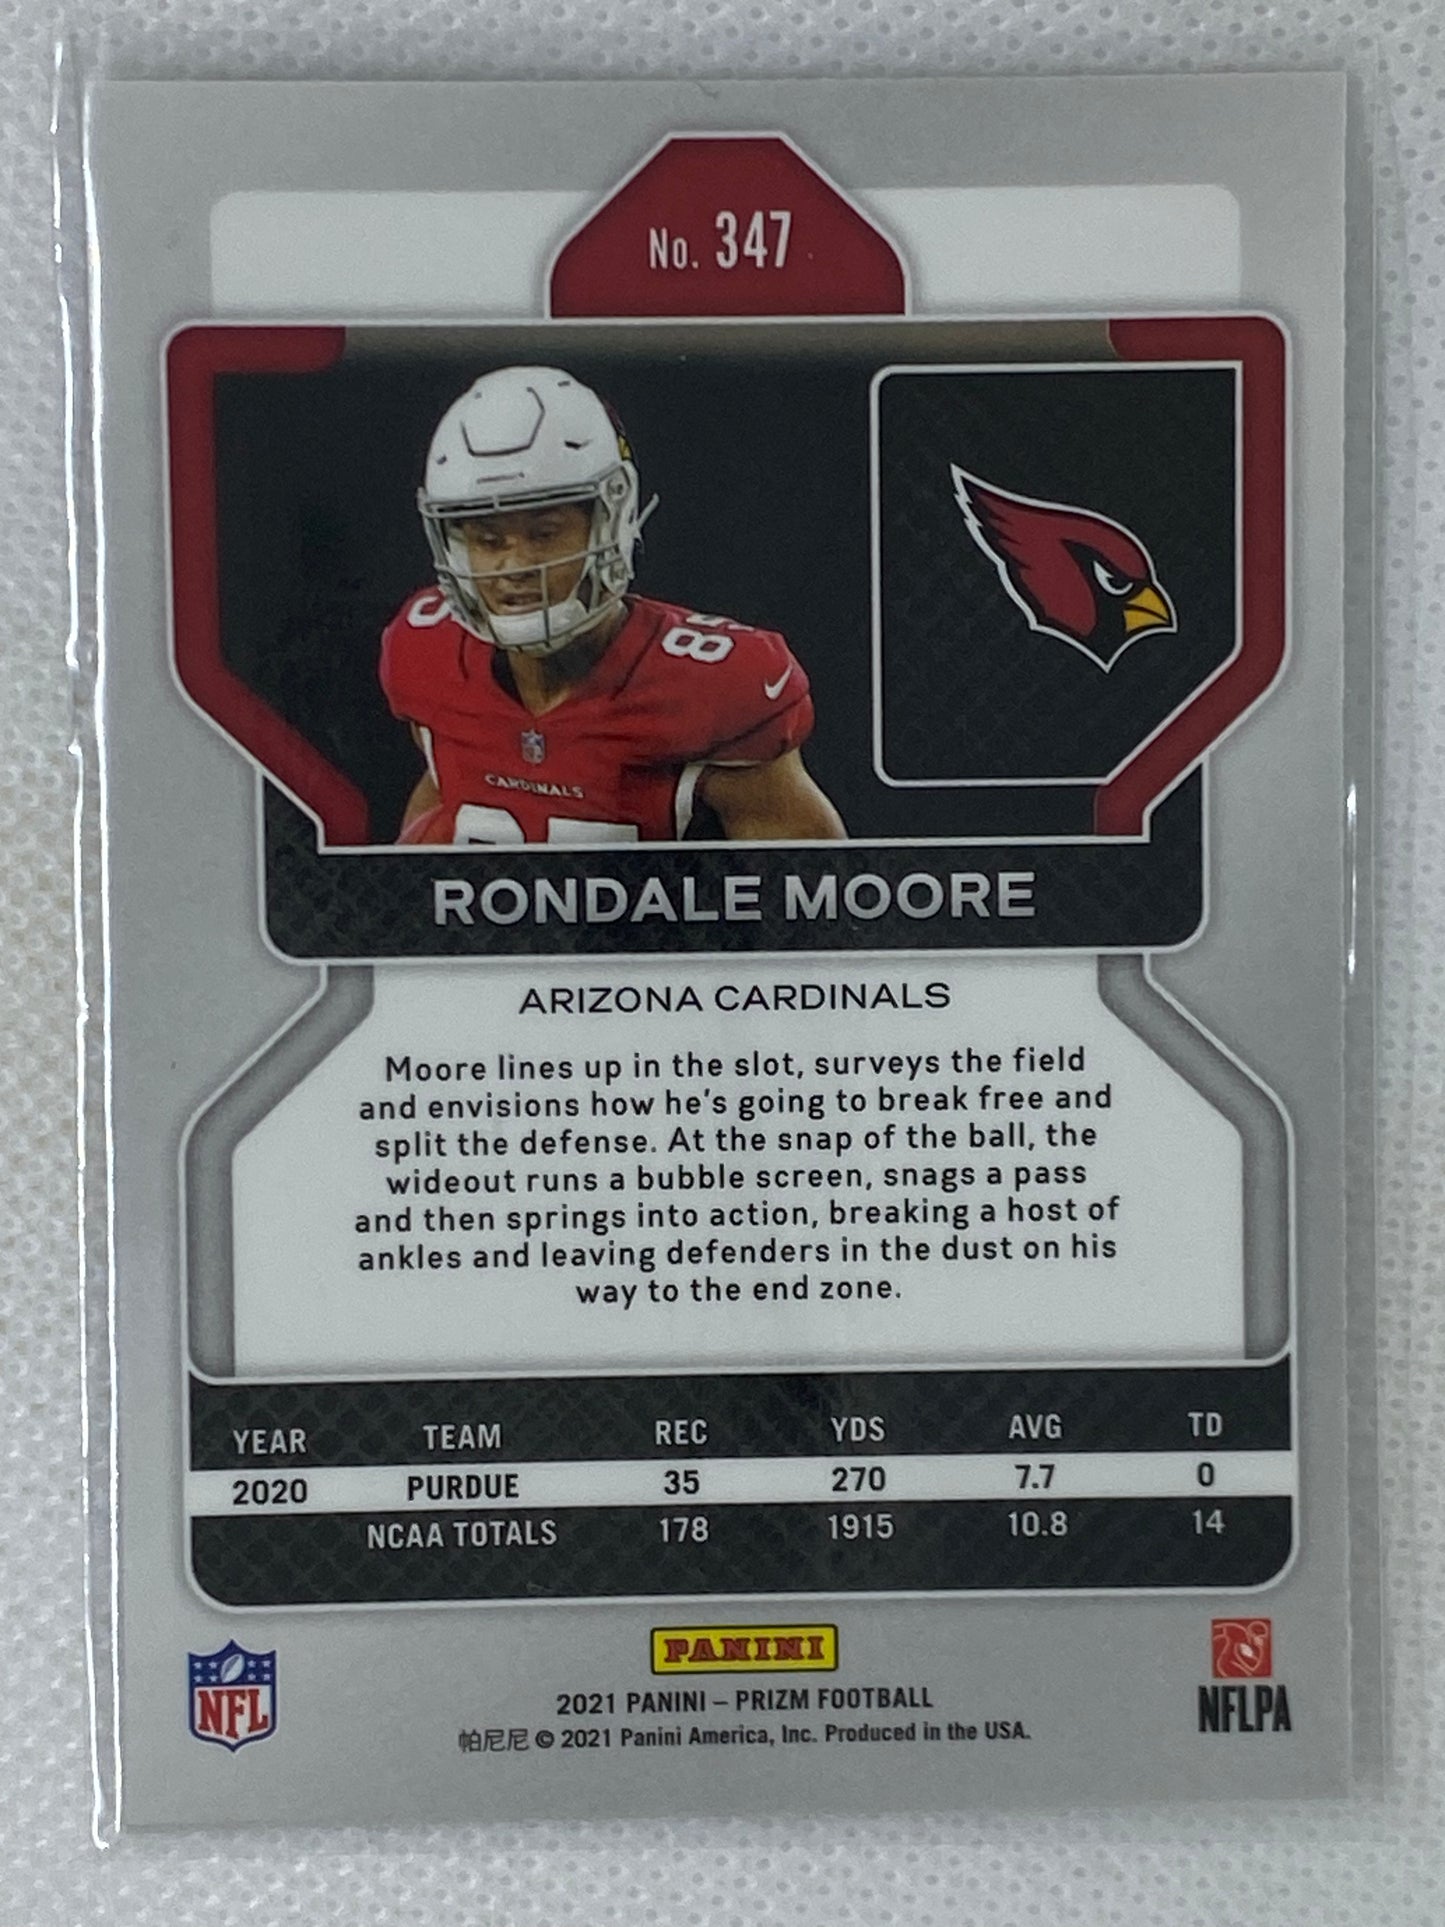 No. 347
85
CARDINALS
RONDALE MOORE
ARIZONA CARDINALS
Moore lines up in the slot, surveys the field
and envisions how he's going to break free and
split the defense. At the snap of the ball, the
wideout runs a bubble screen, snags a pass
and then springs into action, breaking a host of
ankles and leaving defenders in the dust on his
way to the end zone.
YEAR TEAM REC YDS AVG TD
2020 PURDUE 35 270 7.7 0
NCAA TOTALS 178 1915 10.8 14
NFL
PANINI
NFLPA
2021 PANINI – PRIZM FOOTBALL
帕尼尼 © 2021 Panini America, Inc. Produced in the USA.